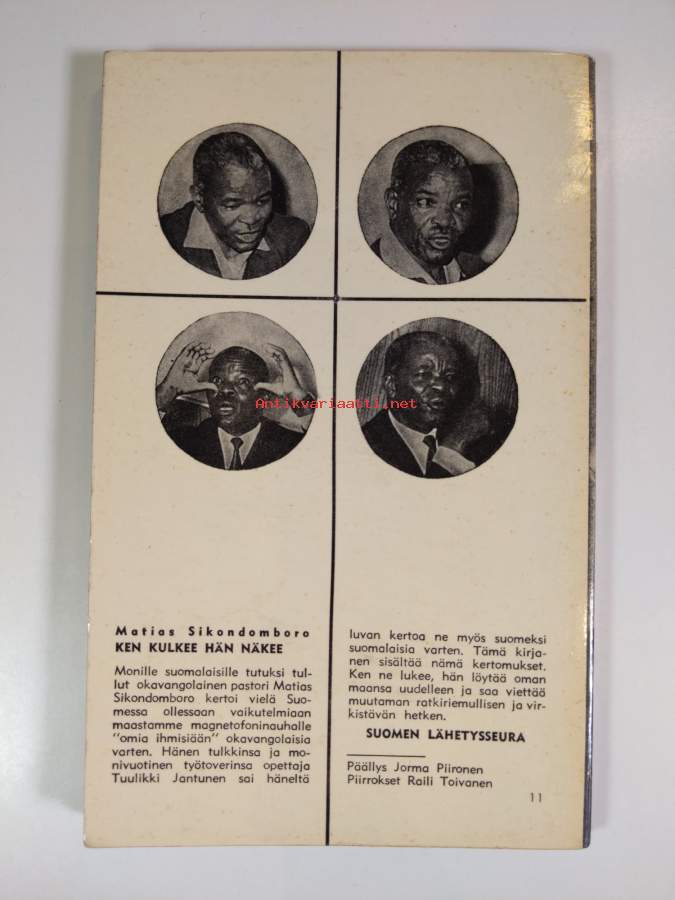 Antikvariaatti.net
Matias Sikondomboro
KEN KULKEE HÄN NÄKEE
Monille suomalaisille tutuksi tul-
lut okavangolainen pastori Matias
Sikondomboro kertoi vielä Suo-
messa ollessaan vaikutelmiaan
maastamme magnetofoninauhalle
"omia ihmisiään" okavangolaisia
varten. Hänen tulkkinsa ja mo-
nivuotinen työtoverinsa opettaja
Tuulikki Jantunen sai häneltä
luvan kertoa ne myös suomeksi
suomalaisia varten. Tämä kirja-
nen sisältää nämä kertomukset.
Ken ne lukee, hän löytää oman
maansa uudelleen ja saa viettää
muutaman ratkiriemullisen ja vir-
kistävän hetken.
SUOMEN LÄHETYSSEURA
Päällys Jorma Piironen
Piirrokset Raili Toivanen
11